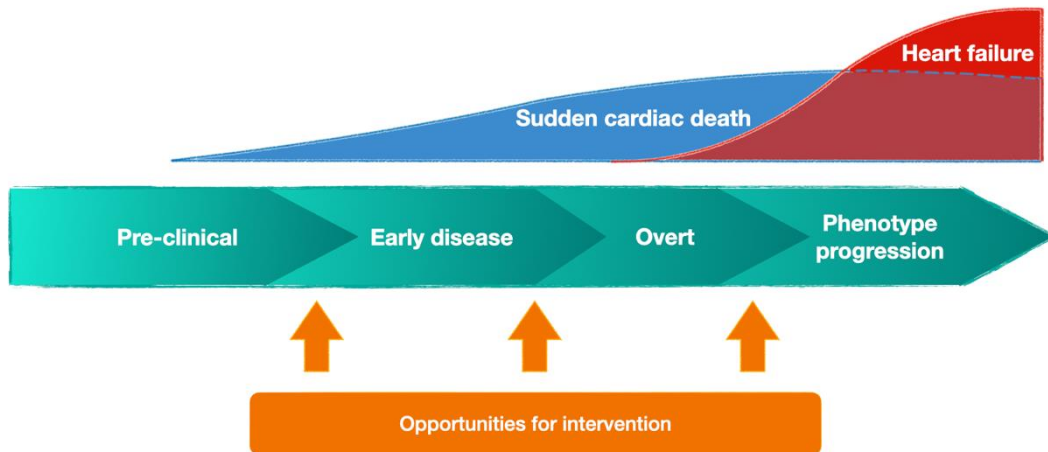 Heart failure
Sudden cardiac death
Pre-clinical
Early disease
Overt
Phenotype
progression
Opportunities for intervention